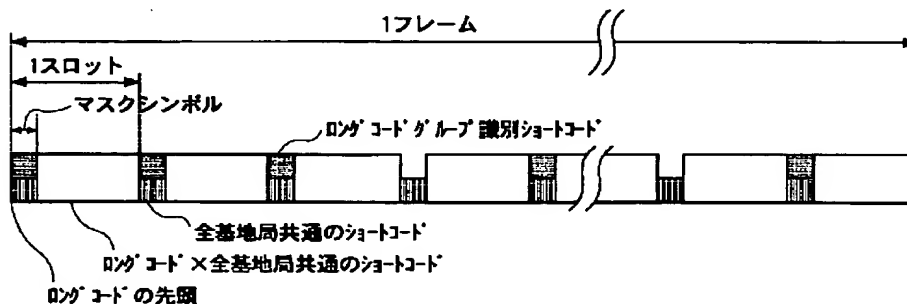 1フレーム
1スロット
マスクシンボル
ﾛﾝｸﾞｺｰﾄﾞｸﾞﾙｰﾌﾟ識別ｼｮｰﾄｺｰﾄﾞ
全基地局共通のｼｮｰﾄｺｰﾄﾞ
ﾛﾝｸﾞｺｰﾄﾞ×全基地局共通のｼｮｰﾄｺｰﾄﾞ
ﾛﾝｸﾞｺｰﾄﾞの先頭